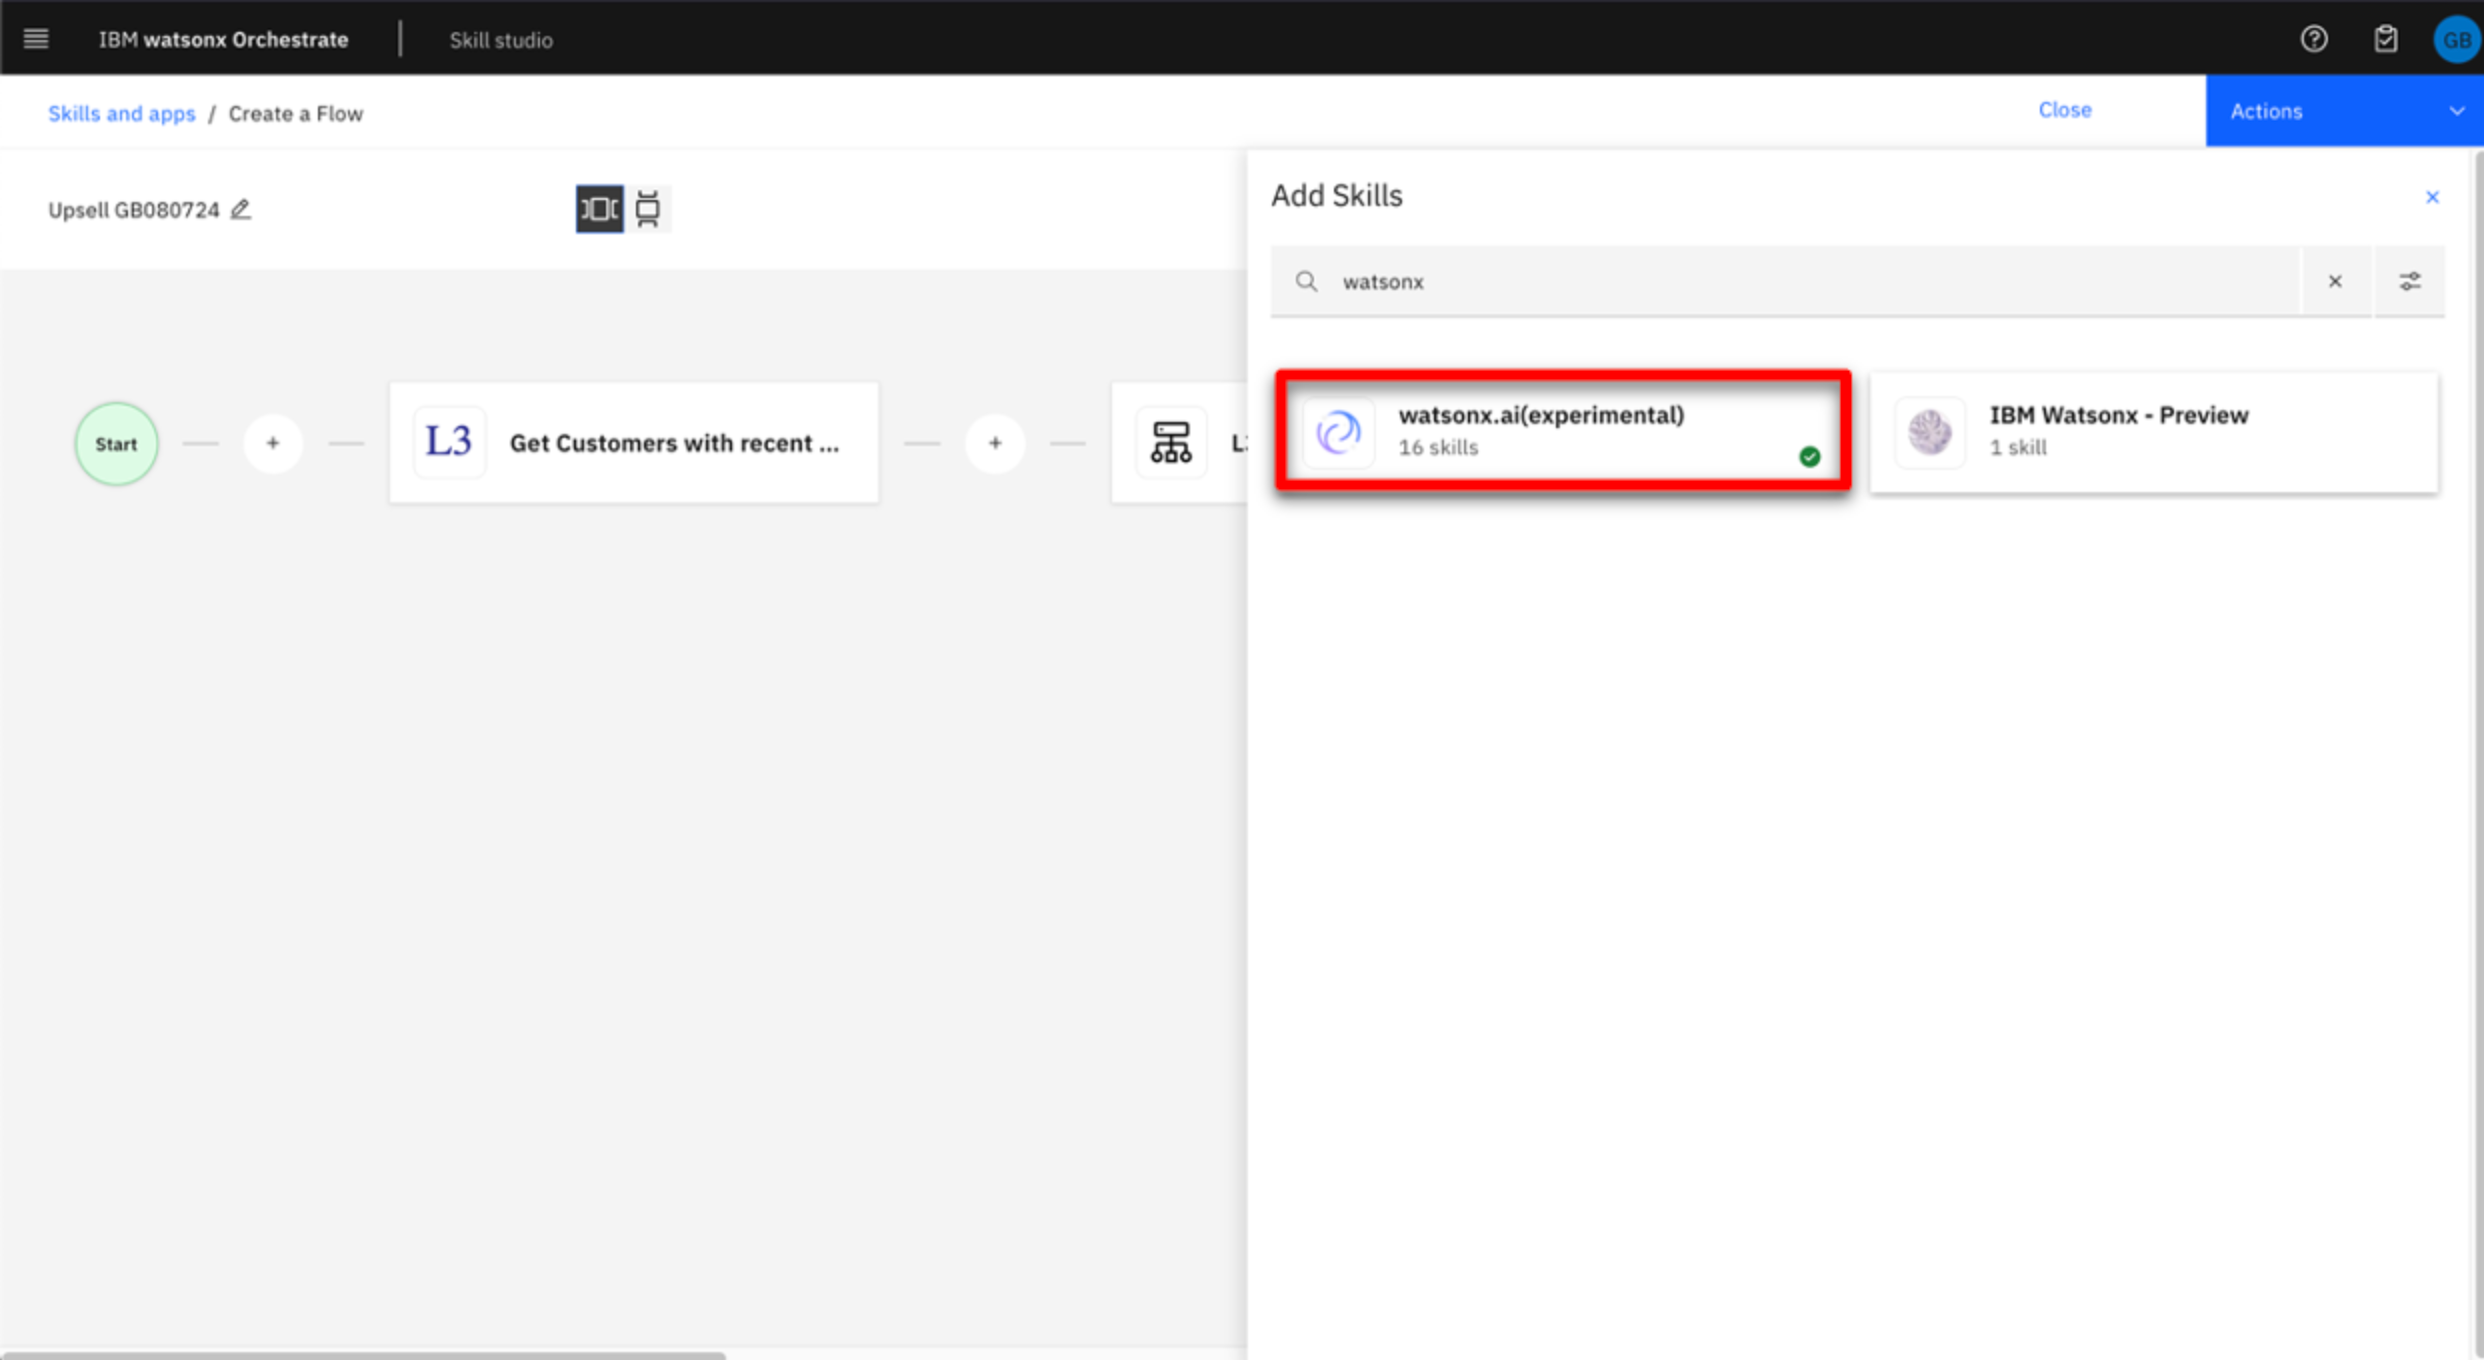 IBM watsonx Orchestrate
Skill studio
GB
Skills and apps / Create a Flow
Close
Actions
Upsell GB080724
Add Skills
watsonx
Start
+
L3
Get Customers with recent ...
+
watsonx.ai(experimental)
16 skills
IBM Watsonx - Preview
1 skill